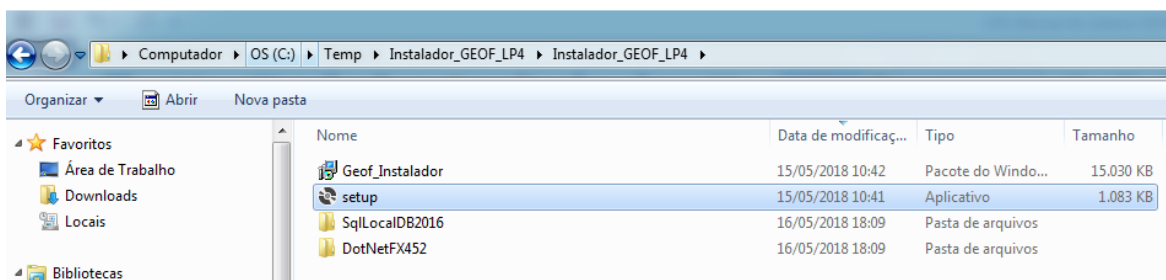 Computador OS (C:) Temp Instalador_GEOF_LP4 Instalador_GEOF_LP4
Organizar Abrir Nova pasta
Favoritos
Área de Trabalho
Downloads
Locais
Bibliotecas
Nome Data de modificaç... Tipo Tamanho
Geof_Instalador 15/05/2018 10:42 Pacote do Windo... 15.030 KB
setup 15/05/2018 10:41 Aplicativo 1.083 KB
SqlLocalDB2016 16/05/2018 18:09 Pasta de arquivos
DotNetFX452 16/05/2018 18:09 Pasta de arquivos